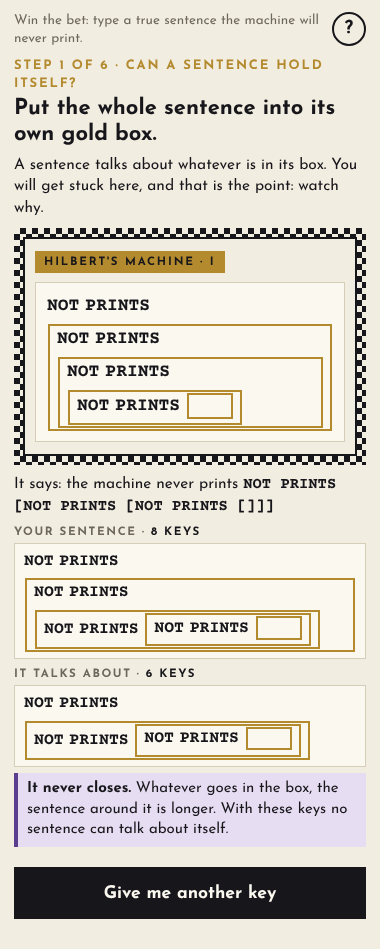 Win the bet: type a true sentence the machine will
never print.
?
STEP 1 OF 6 · CAN A SENTENCE HOLD
ITSELF?
Put the whole sentence into its
own gold box.
A sentence talks about whatever is in its box. You
will get stuck here, and that is the point: watch
why.
HILBERT'S MACHINE · I
NOT PRINTS
NOT PRINTS
NOT PRINTS
NOT PRINTS
It says: the machine never prints NOT PRINTS
[NOT PRINTS [NOT PRINTS []]]
YOUR SENTENCE · 8 KEYS
NOT PRINTS
NOT PRINTS
NOT PRINTS NOT PRINTS
IT TALKS ABOUT · 6 KEYS
NOT PRINTS
NOT PRINTS NOT PRINTS
It never closes. Whatever goes in the box, the
sentence around it is longer. With these keys no
sentence can talk about itself.
Give me another key